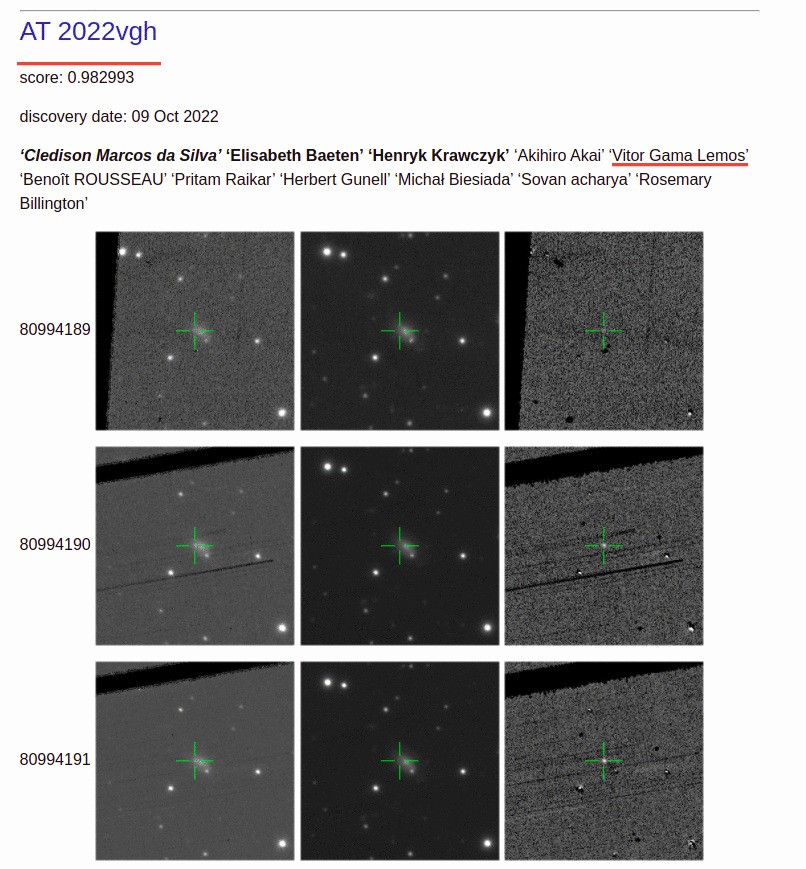 AT 2022vgh
score: 0.982993
discovery date: 09 Oct 2022
‘Cledison Marcos da Silva’ ‘Elisabeth Baeten’ ‘Henryk Krawczyk’ ‘Akihiro Akai’ ‘Vitor Gama Lemos’
‘Benoît ROUSSEAU’ ‘Pritam Raikar’ ‘Herbert Gunell’ ‘Michał Biesiada’ ‘Sovan acharya’ ‘Rosemary
Billington’
80994189
80994190
80994191